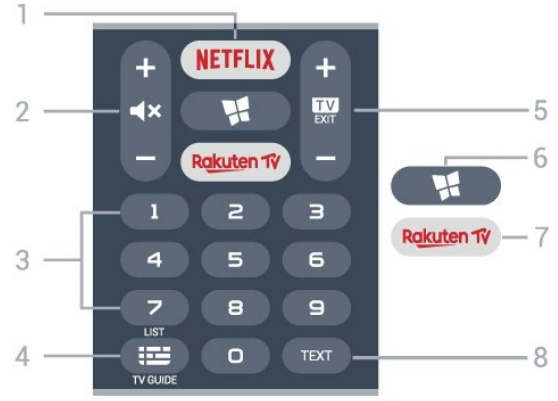 1
NETFLIX
+ +
2
TV
EXIT
5
6
- -
Rakuten TV
Rakuten TV
7
1 2 3
3
4 5 6
7 8 9
LIST
4
0
TEXT
8
TV GUIDE